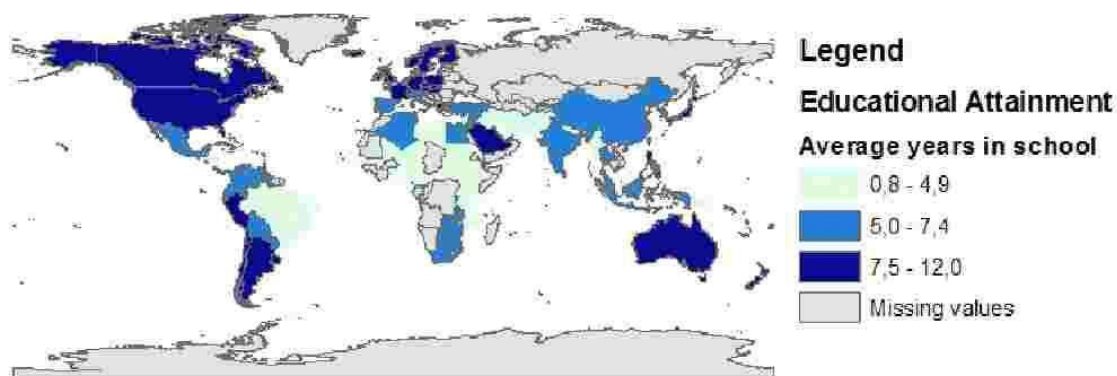 Legend
Educational Attainment
Average years in school
0,8 - 4,9
5,0 - 7,4
7,5 - 12,0
Missing values